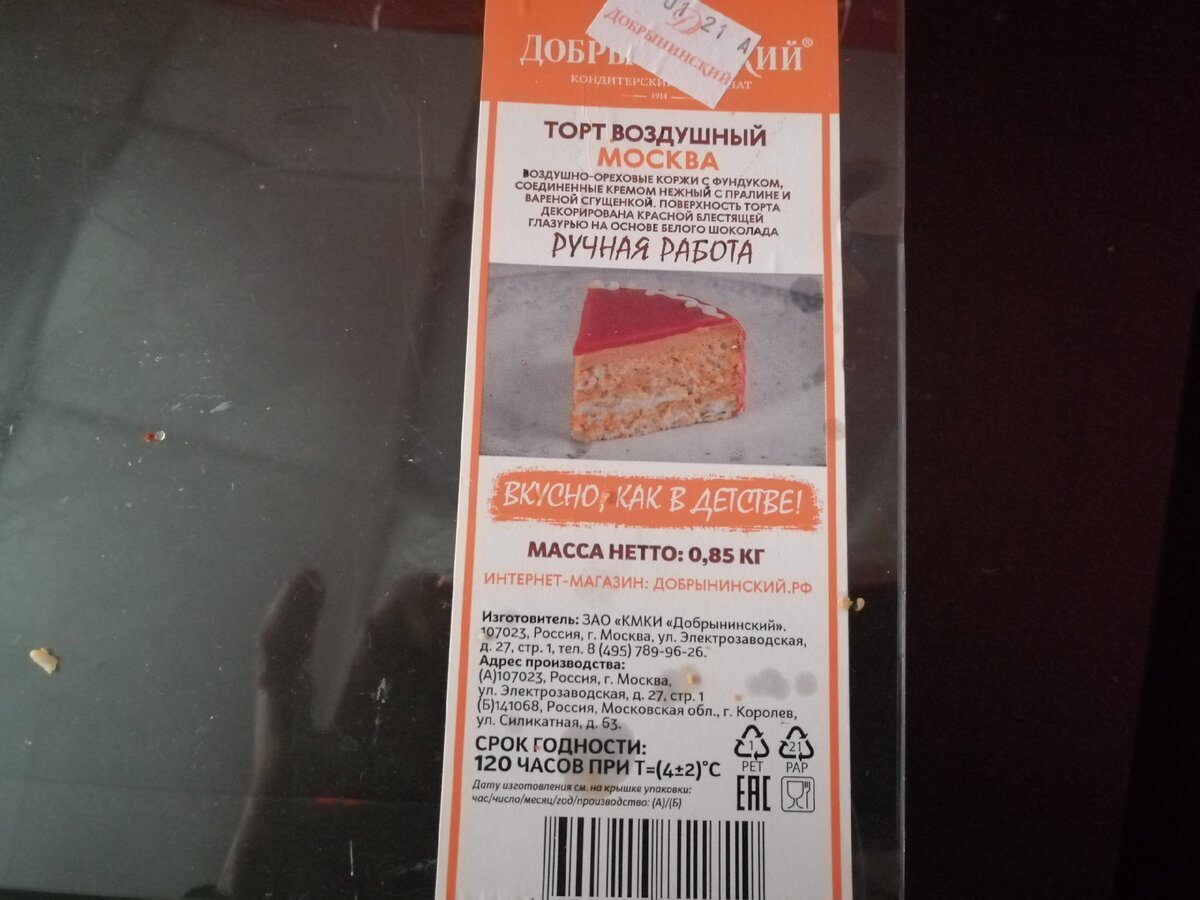 01 21 А
ДОБРЫНИНСКИЙ
КОНДИТЕРСКИЙ
1914
ТОРТ ВОЗДУШНЫЙ
МОСКВА
ВОЗДУШНО-ОРЕХОВЫЕ КОРЖИ С ФУНДУКОМ,
СОЕДИНЕННЫЕ КРЕМОМ НЕЖНЫЙ С ПРАЛИНЕ И
ВАРЕНОЙ СГУЩЕНКОЙ. ПОВЕРХНОСТЬ ТОРТА
ДЕКОРИРОВАНА КРАСНОЙ БЛЕСТЯЩЕЙ
ГЛАЗУРЬЮ НА ОСНОВЕ БЕЛОГО ШОКОЛАДА
РУЧНАЯ РАБОТА
ВКУСНО, КАК В ДЕТСТВЕ!
МАССА НЕТТО: 0,85 КГ
ИНТЕРНЕТ-МАГАЗИН: ДОБРЫНИНСКИЙ.РФ
Изготовитель: ЗАО «КМКИ «Добрынинский».
107023, Россия, г. Москва, ул. Электрозаводская,
д. 27, стр. 1, тел. 8 (495) 789-96-26.
Адрес производства:
(А)107023, Россия, г. Москва,
ул. Электрозаводская, д. 27, стр. 1
(Б)141068, Россия, Московская обл., г. Королев,
ул. Силикатная, д. 63.
СРОК ГОДНОСТИ:
120 ЧАСОВ ПРИ Т=(4±2)°С
Дату изготовления см. на крышке упаковки:
час/число/месяц/год/производство: (А)/(Б)
1 21
PET PAP
EAC